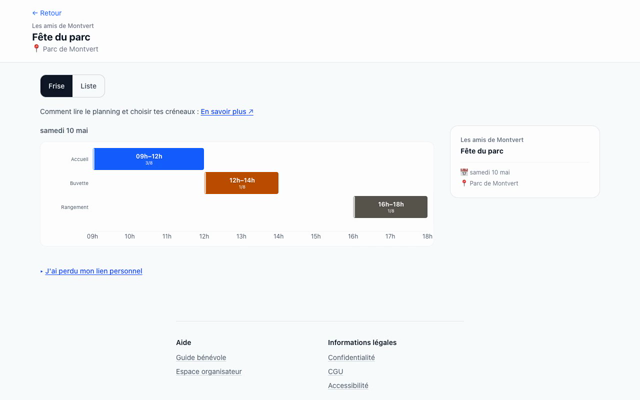 ← Retour
Les amis de Montvert
Fête du parc
📍 Parc de Montvert
Frise
Liste
Comment lire le planning et choisir tes créneaux : En savoir plus ↗
samedi 10 mai
Accueil
09h–12h
3/6
Buvette
12h–14h
1/6
Rangement
16h–18h
1/6
09h 10h 11h 12h 13h 14h 15h 16h 17h 18h
Les amis de Montvert
Fête du parc
📅 samedi 10 mai
📍 Parc de Montvert
• J'ai perdu mon lien personnel
Aide
Guide bénévole
Espace organisateur
Informations légales
Confidentialité
CGU
Accessibilité